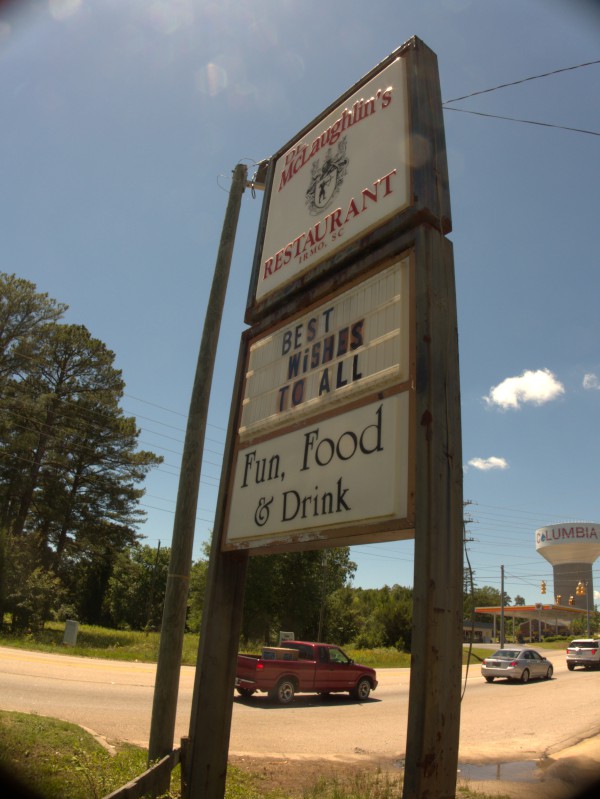 McLaughlin's
RESTAURANT
IRMO, SC
BEST
WiSHES
TO ALL
Fun, Food
& Drink
COLUMBIA